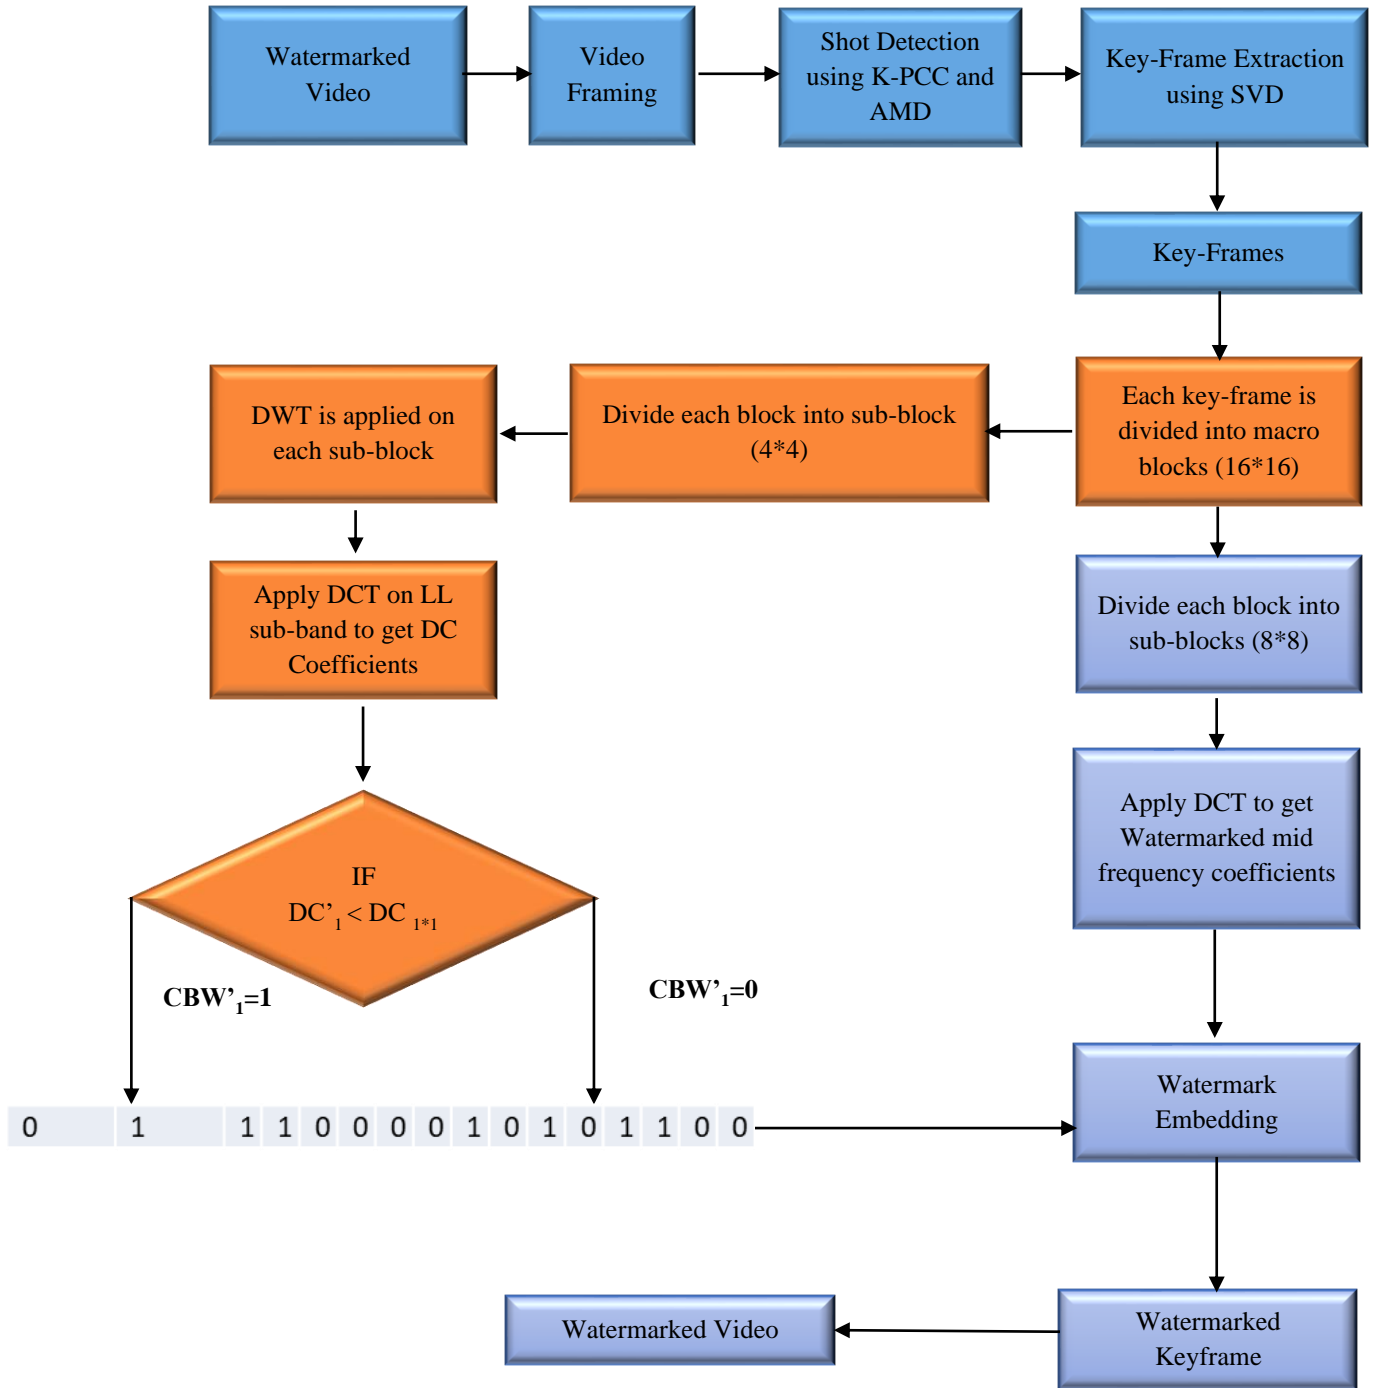 Watermarked
Video
Video
Framing
Shot Detection
using K-PCC and
AMD
Key-Frame Extraction
using SVD
Key-Frames
Each key-frame is
divided into macro
blocks (16*16)
Divide each block into sub-block
(4*4)
DWT is applied on
each sub-block
Apply DCT on LL
sub-band to get DC
Coefficients
Divide each block into
sub-blocks (8*8)
Apply DCT to get
Watermarked mid
frequency coefficients
IF
DC’1 < DC 1*1
CBW’1=1
CBW’1=0
0 1 1 1 0 0 0 0 1 0 1 0 1 1 0 0
Watermark
Embedding
Watermarked
Keyframe
Watermarked Video